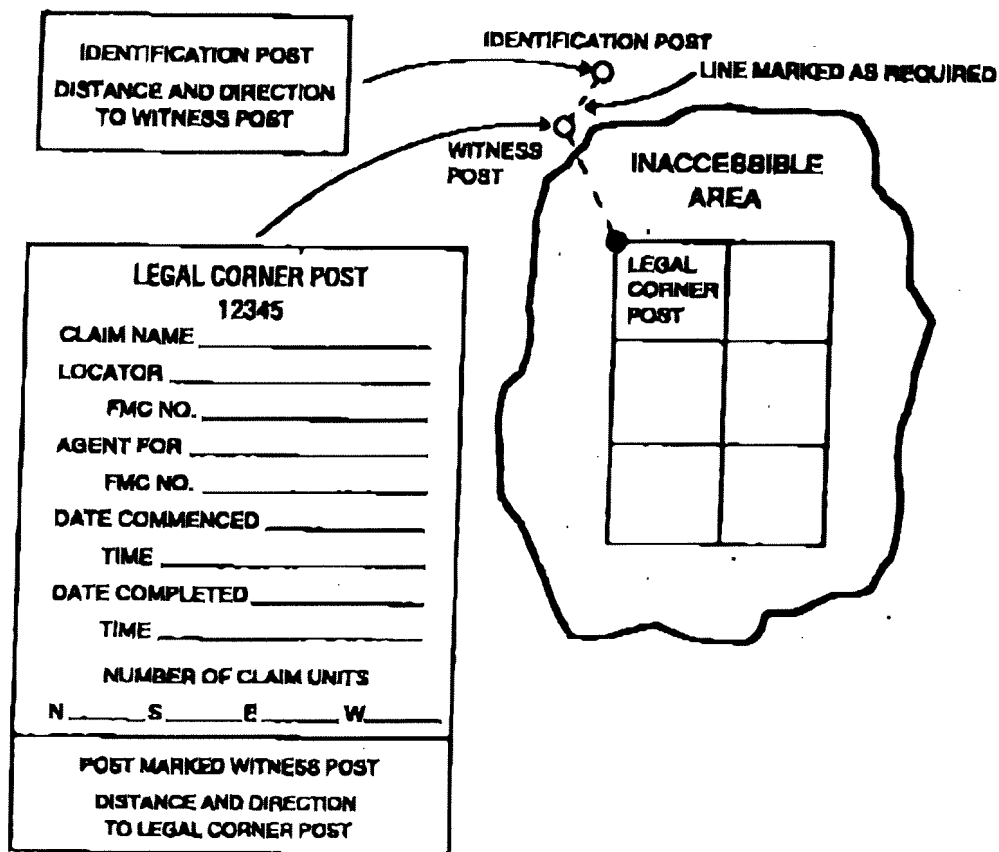 IDENTIFICATION POST
DISTANCE AND DIRECTION
TO WITNESS POST
IDENTIFICATION POST
LINE MARKED AS REQUIRED
WITNESS
POST
INACCESSIBLE
AREA
LEGAL
CORNER
POST
LEGAL CORNER POST
12345
CLAIM NAME
LOCATOR
FMC NO.
AGENT FOR
FMC NO.
DATE COMMENCED
TIME
DATE COMPLETED
TIME
NUMBER OF CLAIM UNITS
N S E W
POST MARKED WITNESS POST
DISTANCE AND DIRECTION
TO LEGAL CORNER POST